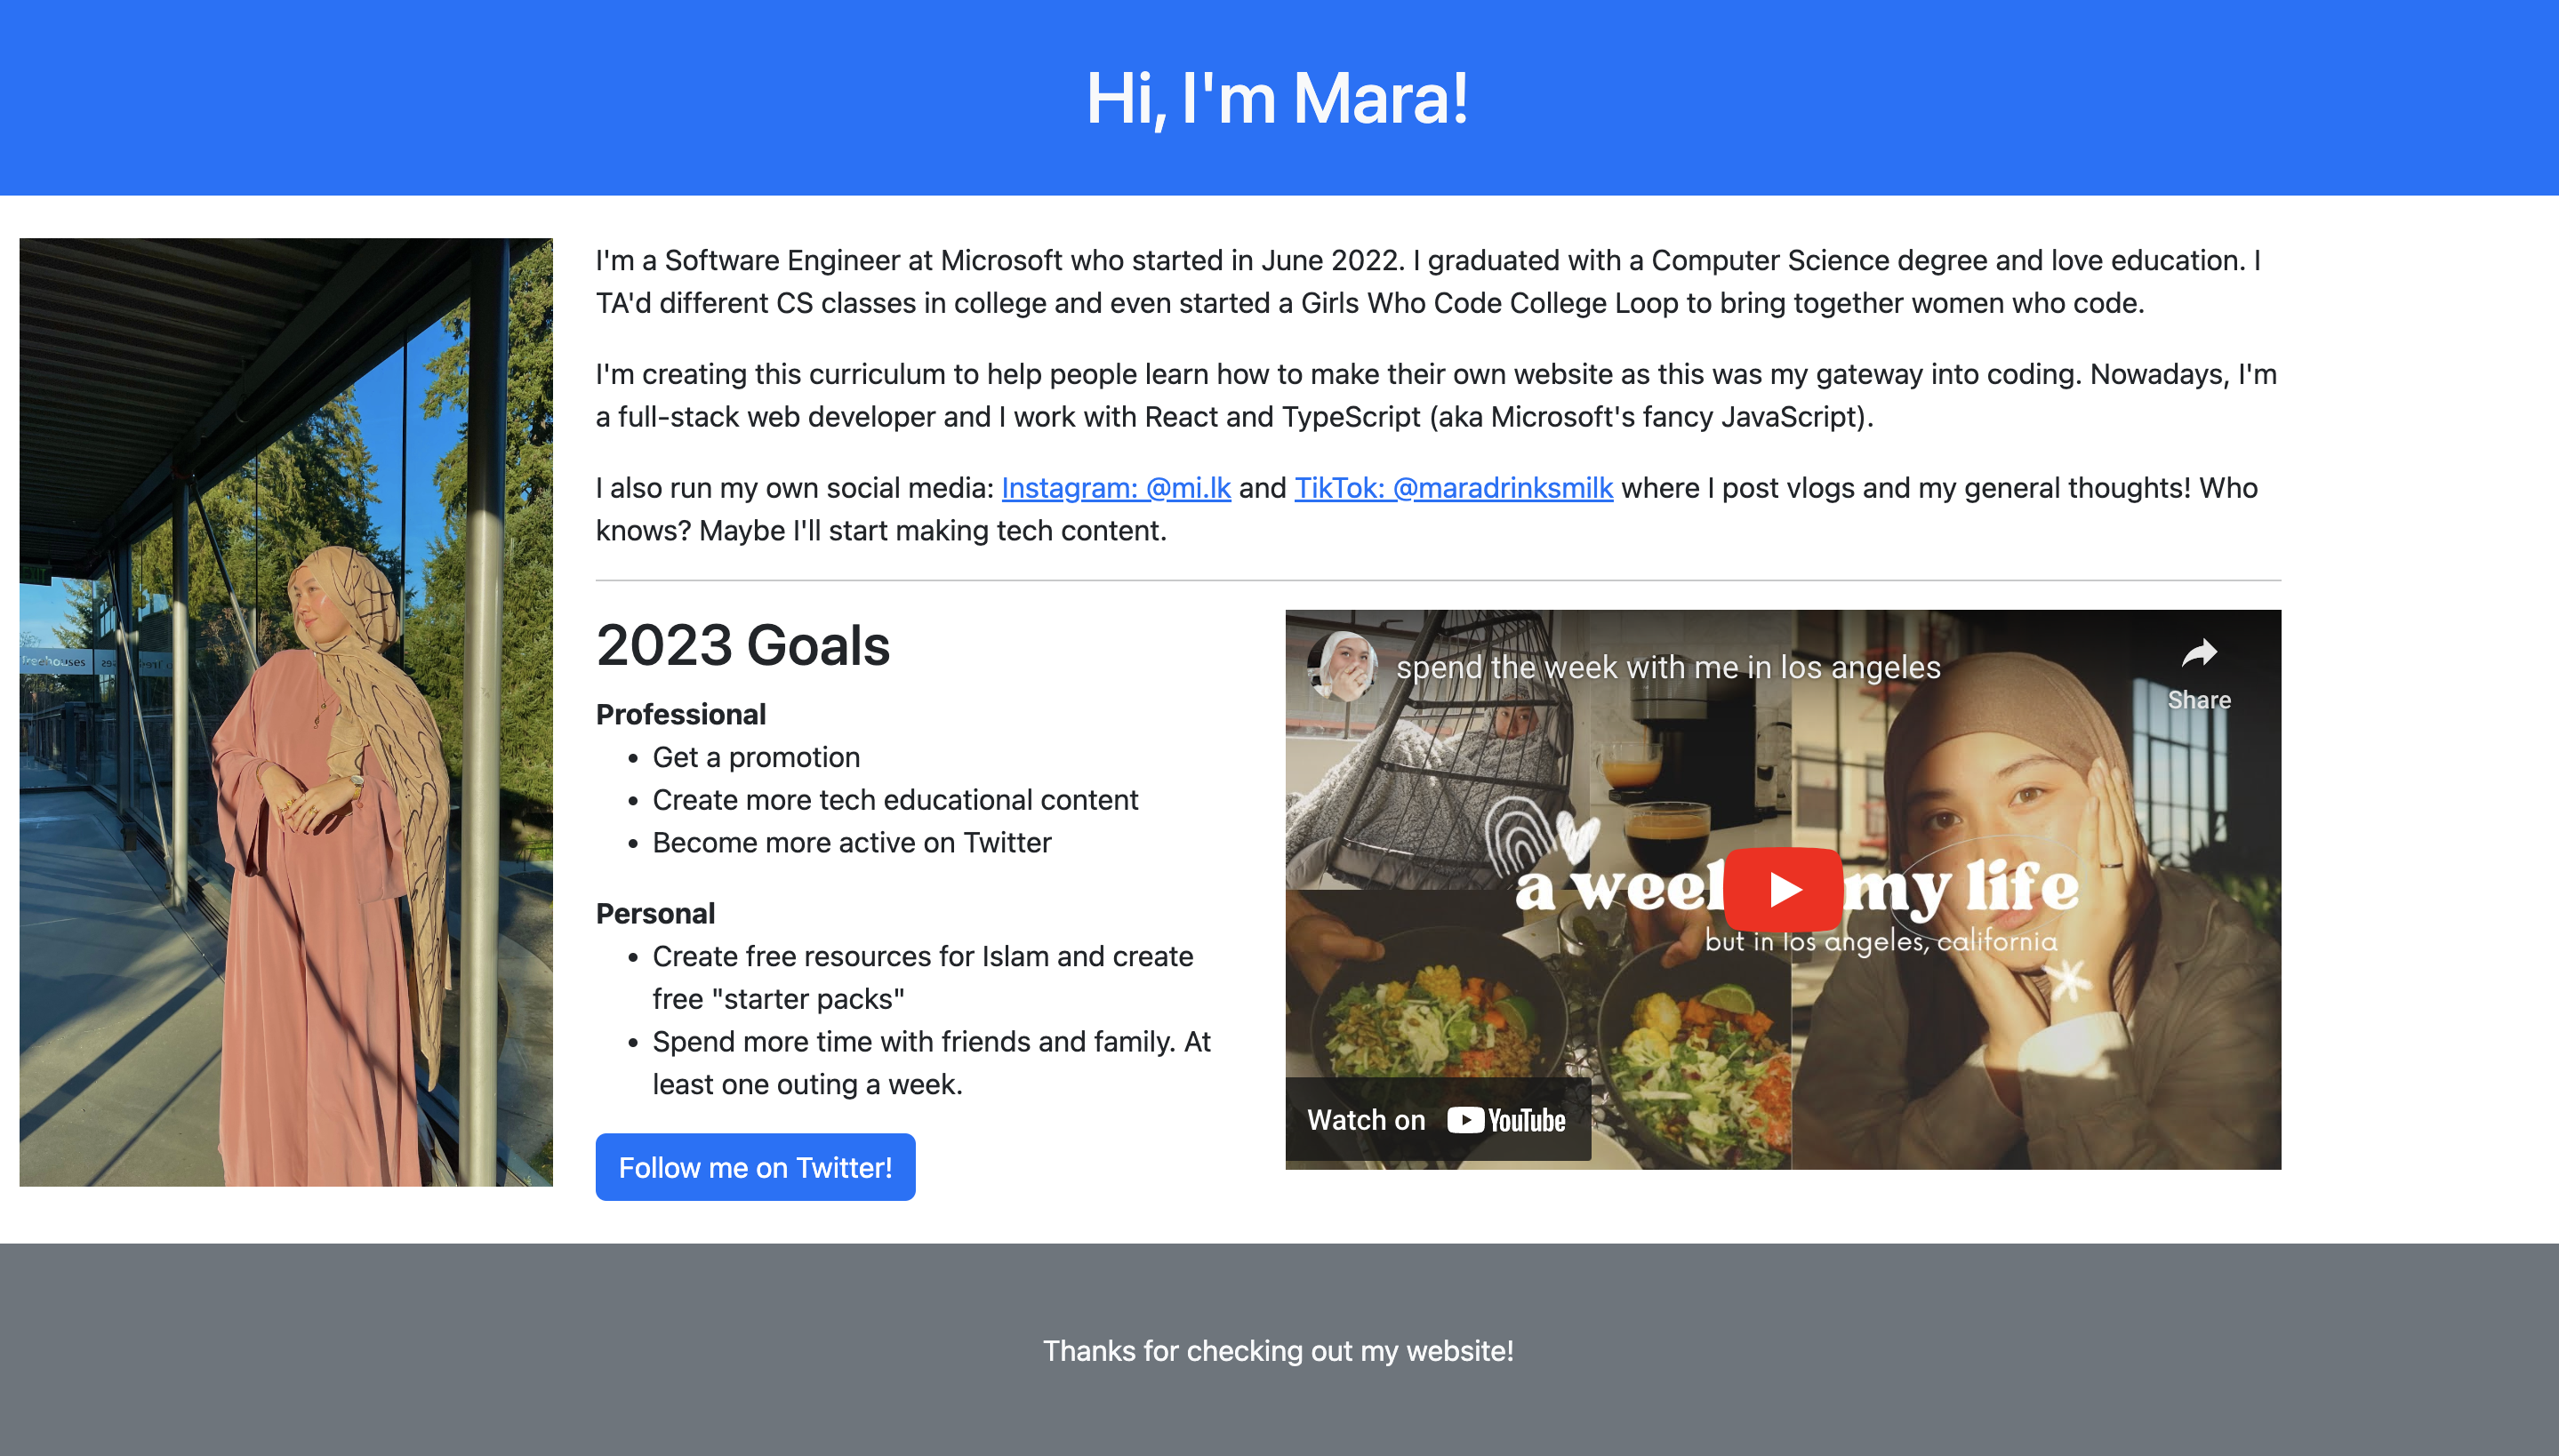 Hi, I'm Mara!
I'm a Software Engineer at Microsoft who started in June 2022. I graduated with a Computer Science degree and love education. I
TA'd different CS classes in college and even started a Girls Who Code College Loop to bring together women who code.
I'm creating this curriculum to help people learn how to make their own website as this was my gateway into coding. Nowadays, I'm
a full-stack web developer and I work with React and TypeScript (aka Microsoft's fancy JavaScript).
I also run my own social media: Instagram: @mi.lk and TikTok: @maradrinksmilk where I post vlogs and my general thoughts! Who
knows? Maybe I'll start making tech content.
Treehouses
2023 Goals
Professional
• Get a promotion
• Create more tech educational content
• Become more active on Twitter
Personal
• Create free resources for Islam and create
free "starter packs"
• Spend more time with friends and family. At
least one outing a week.
Follow me on Twitter!
spend the week with me in los angeles
Share
a week my life
but in los angeles, california
Watch on YouTube
Thanks for checking out my website!